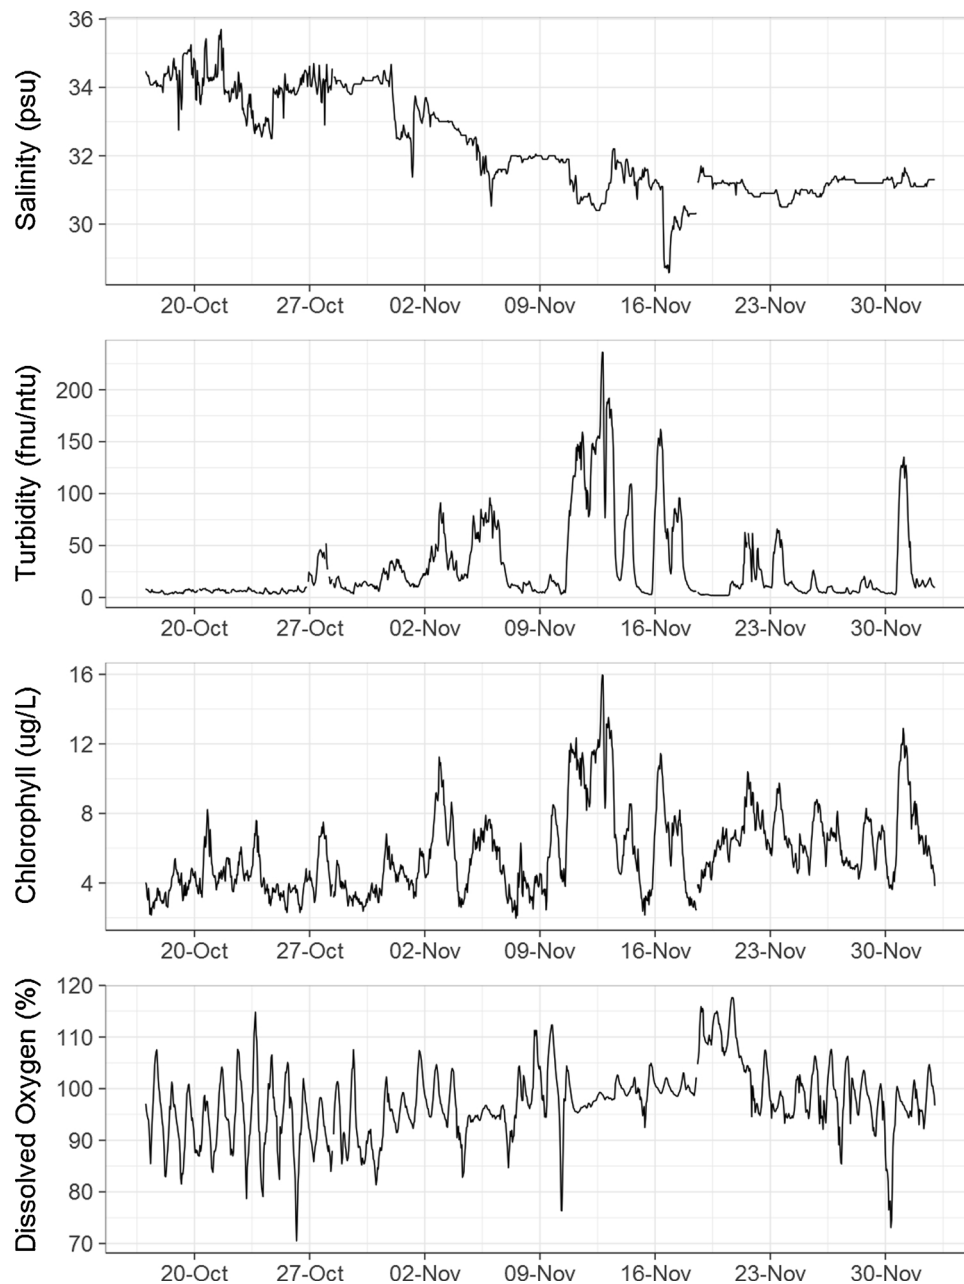 Salinity (psu)
36
34
32
30
20-Oct 27-Oct 02-Nov 09-Nov 16-Nov 23-Nov 30-Nov
Turbidity (fnu/ntu)
200
150
100
50
0
20-Oct 27-Oct 02-Nov 09-Nov 16-Nov 23-Nov 30-Nov
Chlorophyll (ug/L)
16
12
8
4
20-Oct 27-Oct 02-Nov 09-Nov 16-Nov 23-Nov 30-Nov
Dissolved Oxygen (%)
120
110
100
90
80
70
20-Oct 27-Oct 02-Nov 09-Nov 16-Nov 23-Nov 30-Nov